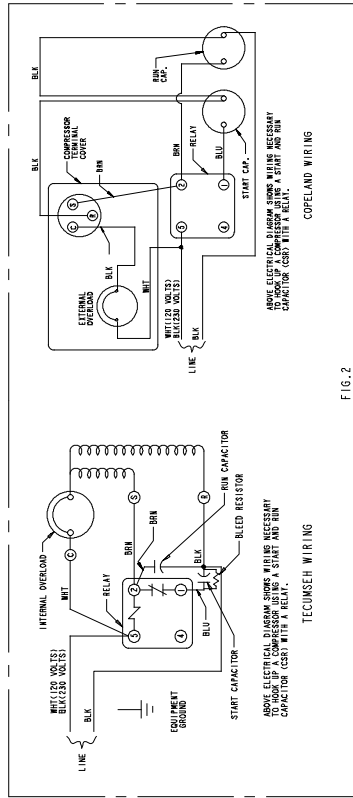 INTERNAL OVERLOAD
WHT(120 VOLTS)
BLK(230 VOLTS)
WHT
C
LINE
BLK
RELAY
5
2
4
1
BRN
BRN
S
R
BLK
BLU
EQUIPMENT
GROUND
START CAPACITOR
RUN CAPACITOR
BLEED RESISTOR
ABOVE ELECTRICAL DIAGRAM SHOWS WIRING NECESSARY
TO HOOK UP A COMPRESSOR USING A START AND RUN
CAPACITOR (CSR) WITH A RELAY.
TECUMSEH WIRING
BLK
BLK
RUN
CAP.
COMPRESSOR
TERMINAL
COVER
BRN
S
R
C
EXTERNAL
OVERLOAD
BLK
WHT
BRN
RELAY
BLU
START CAP.
5
2
4
1
WHT(120 VOLTS)
BLK(230 VOLTS)
LINE
BLK
ABOVE ELECTRICAL DIAGRAM SHOWS WIRING NECESSARY
TO HOOK UP A COMPRESSOR USING A START AND RUN
CAPACITOR (CSR) WITH A RELAY.
COPELAND WIRING
FIG.2